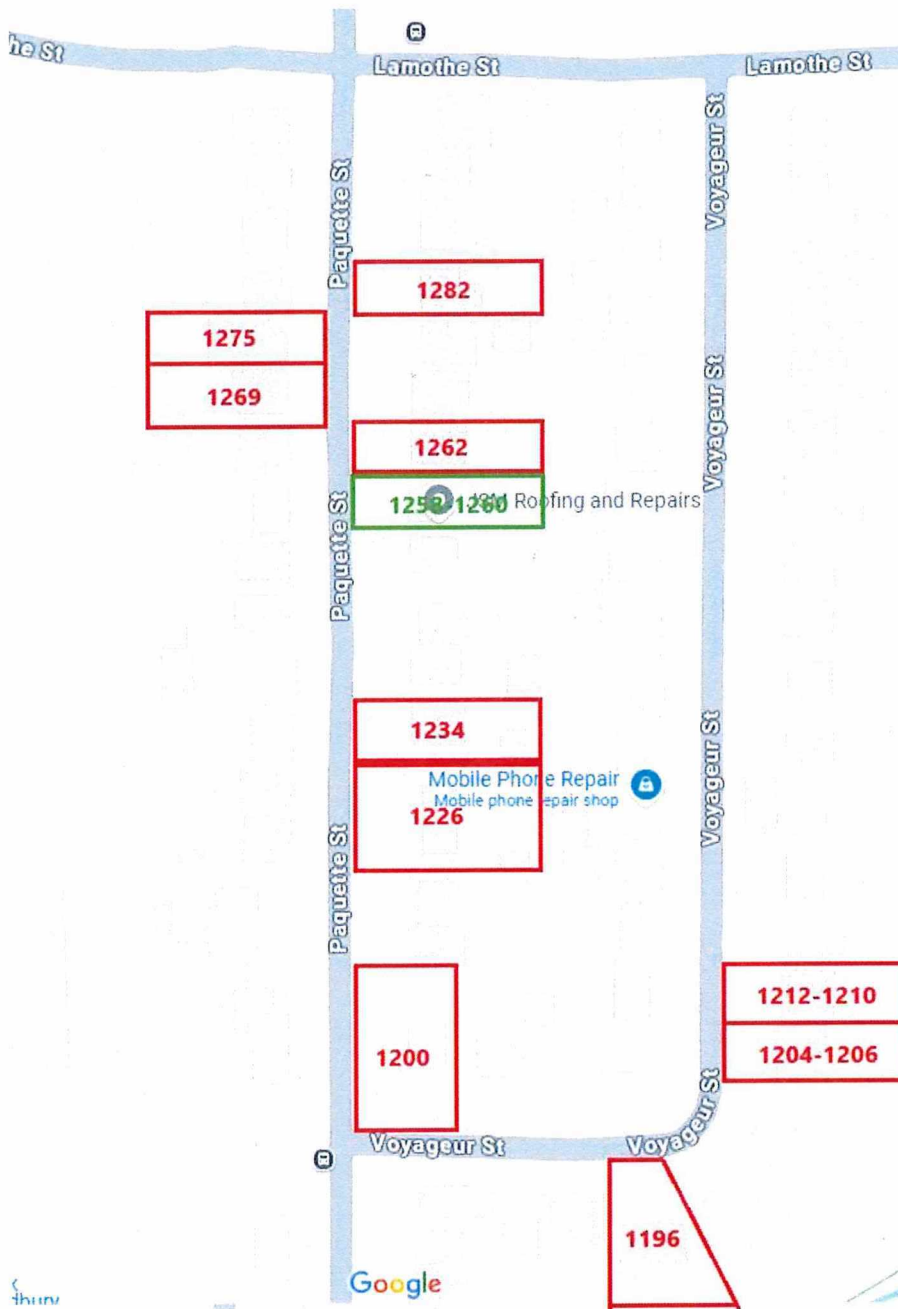 he St
Lamothe St
Lamothe St
Voyageur St
Paquette St
1282
1275
1269
Voyageur St
1262
1258-1260
Roofing and Repairs
Paquette St
1234
Voyageur St
Mobile Phone Repair
Mobile phone repair shop
1226
Paquette St
1212-1210
1200
1204-1206
Voyageur St
Voyageur St
1196
Google